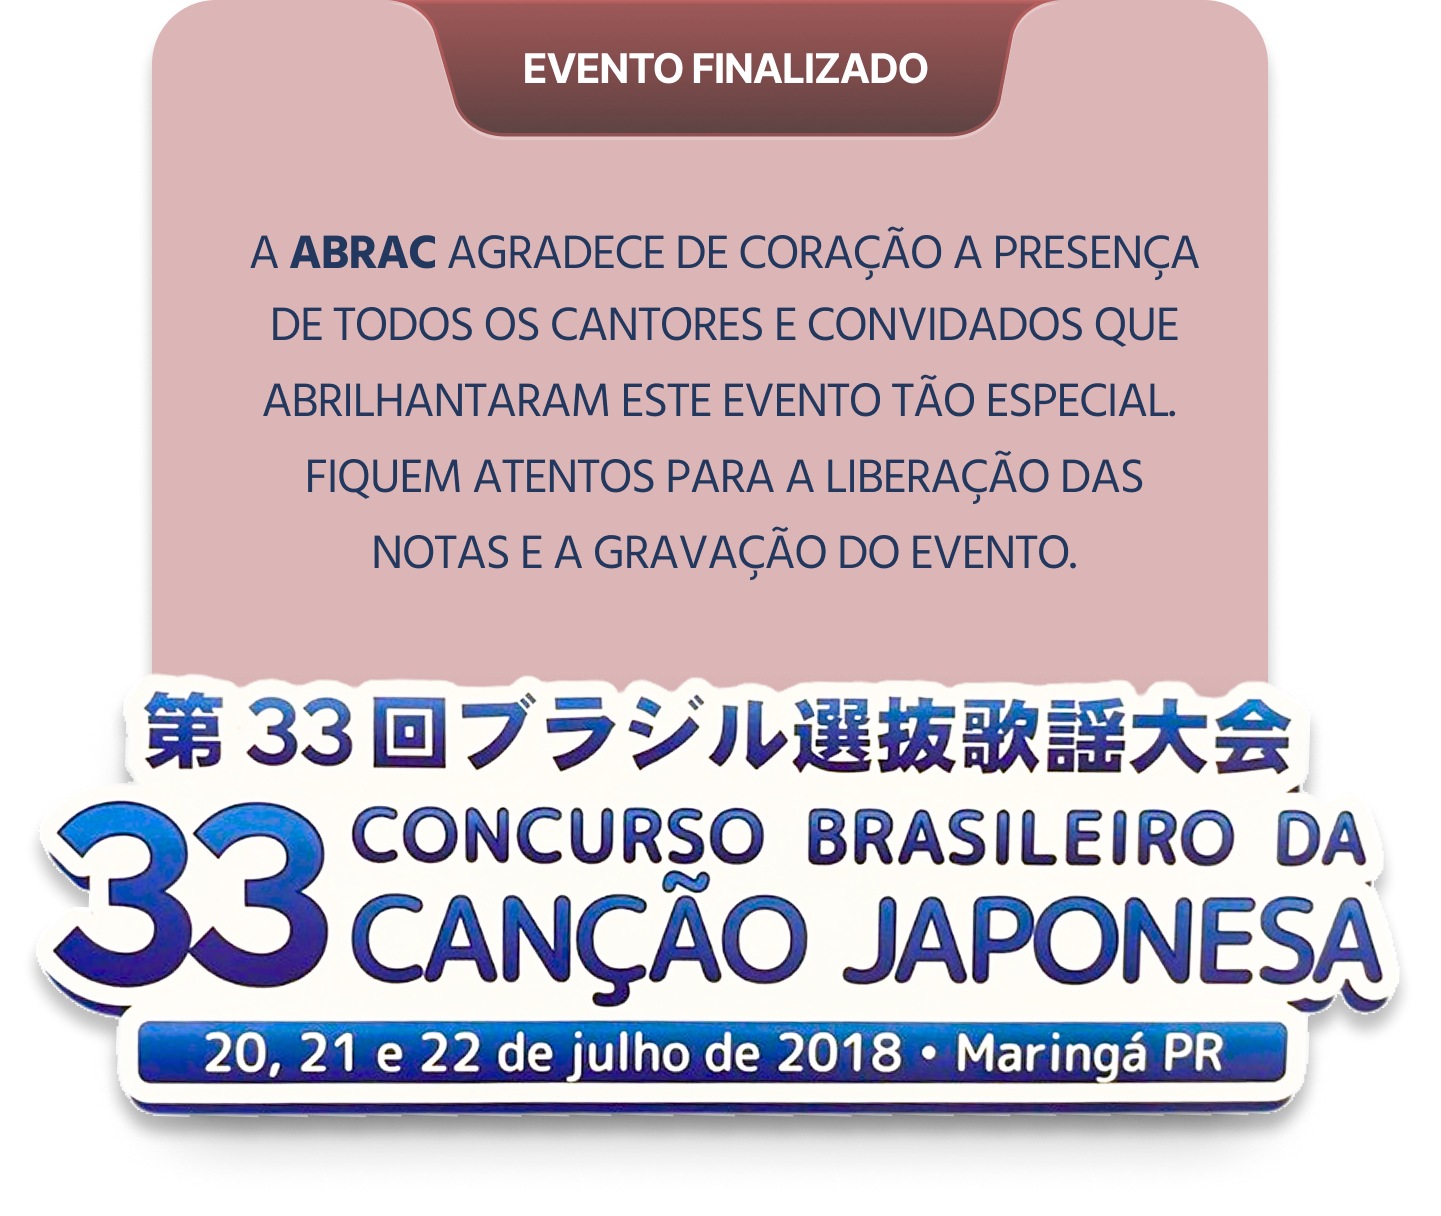 EVENTO FINALIZADO
A ABRAC AGRADECE DE CORAÇÃO A PRESENÇA
DE TODOS OS CANTORES E CONVIDADOS QUE
ABRILHANTARAM ESTE EVENTO TÃO ESPECIAL.
FIQUEM ATENTOS PARA A LIBERAÇÃO DAS
NOTAS E A GRAVAÇÃO DO EVENTO.
第33回ブラジル選抜歌謡大会
33 CONCURSO BRASILEIRO DA
CANÇÃO JAPONESA
20, 21 e 22 de julho de 2018 • Maringá PR